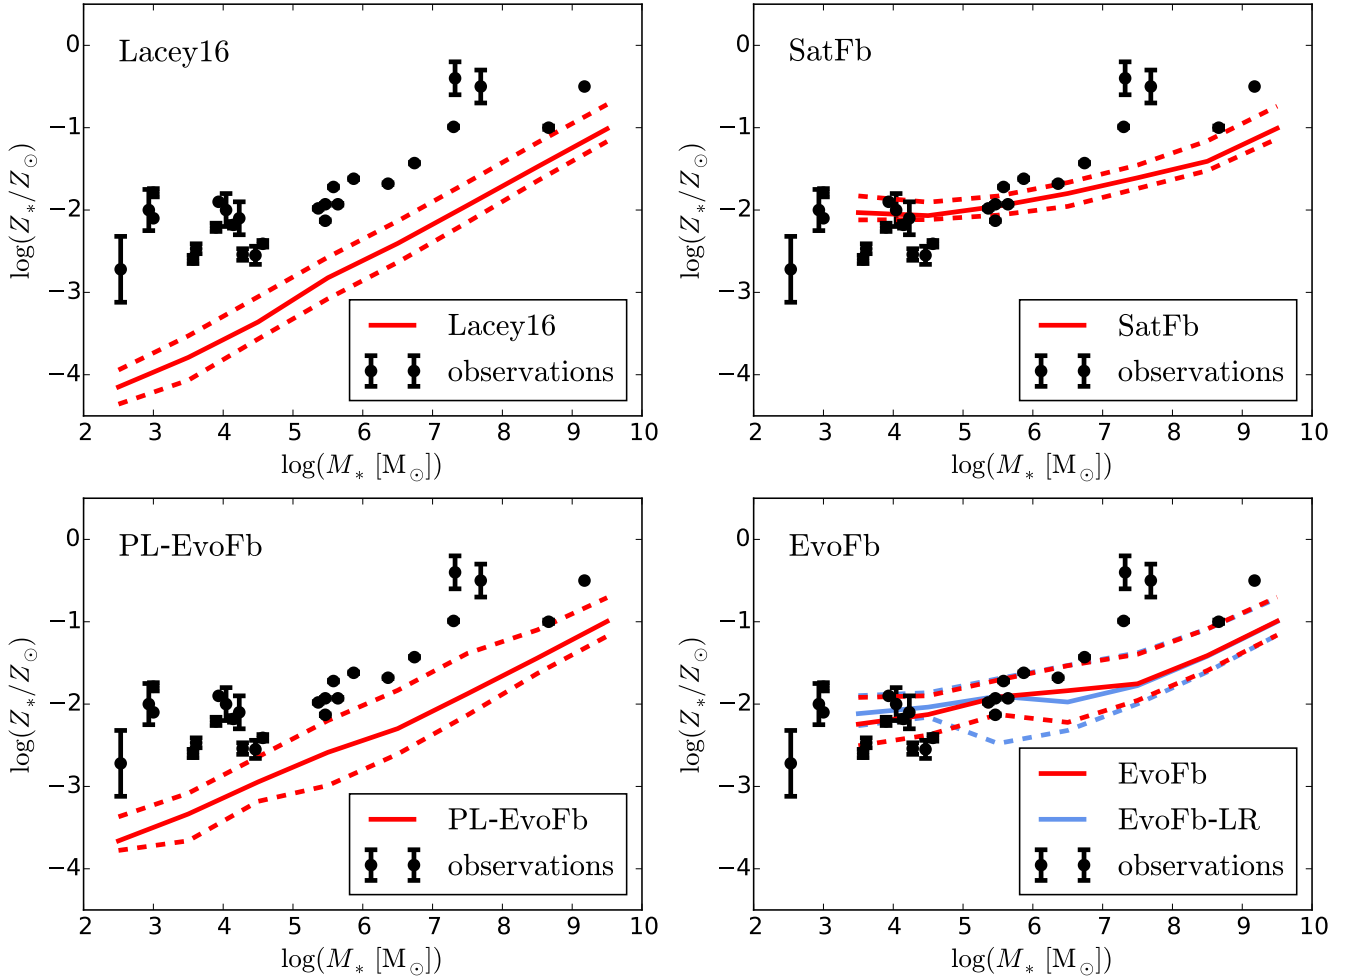 Lacey16
0
−1
−2
−3
−4
log(Z*/Z⊙)
Lacey16
observations
2 3 4 5 6 7 8 9 10
log(M* [M⊙])
SatFb
0
−1
−2
−3
−4
log(Z*/Z⊙)
SatFb
observations
2 3 4 5 6 7 8 9 10
log(M* [M⊙])
PL-EvoFb
0
−1
−2
−3
−4
log(Z*/Z⊙)
PL-EvoFb
observations
2 3 4 5 6 7 8 9 10
log(M* [M⊙])
EvoFb
0
−1
−2
−3
−4
log(Z*/Z⊙)
EvoFb
EvoFb-LR
observations
2 3 4 5 6 7 8 9 10
log(M* [M⊙])